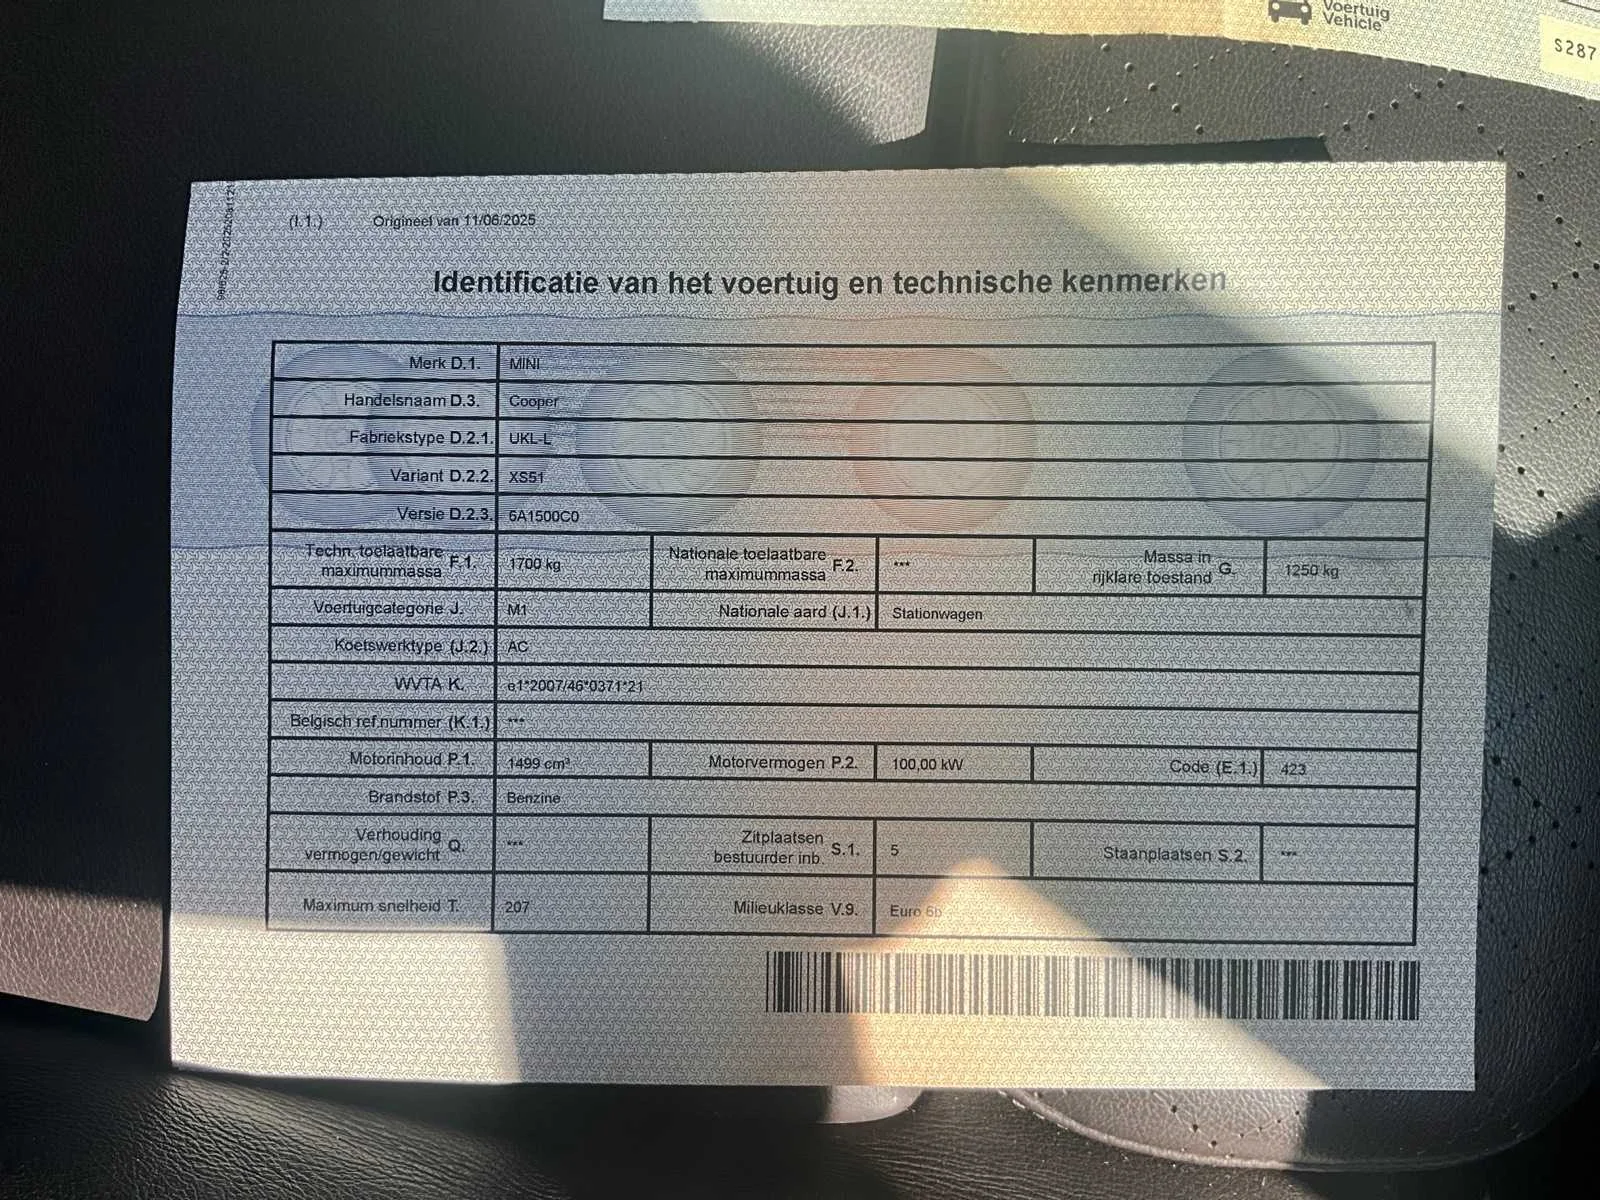 Voertuig
Vehicle
S287
(I.1.) Origineel van 11/06/2025
Identificatie van het voertuig en technische kenmerken
Merk D.1. MINI
Handelsnaam D.3. Cooper
Fabriekstype D.2.1. UKL-L
Variant D.2.2. XS51
Versie D.2.3. 6A1500C0
Techn. toelaatbare maximummassa F.1. 1700 kg Nationale toelaatbare maximummassa F.2. *** Massa in rijklare toestand G. 1250 kg
Voertuigcategorie J. M1 Nationale aard (J.1.) Stationwagen
Koetswerktype (J.2.) AC
WVTA K. e1*2007/46*0371*21
Belgisch ref.nummer (K.1.) ***
Motorinhoud P.1. 1499 cm³ Motorvermogen P.2. 100,00 kW Code (E.1.) 423
Brandstof P.3. Benzine
Verhouding vermogen/gewicht Q. *** Zitplaatsen bestuurder inb. S.1. 5 Staanplaatsen S.2. ***
Maximum snelheid T. 207 Milieuklasse V.9. Euro 6b